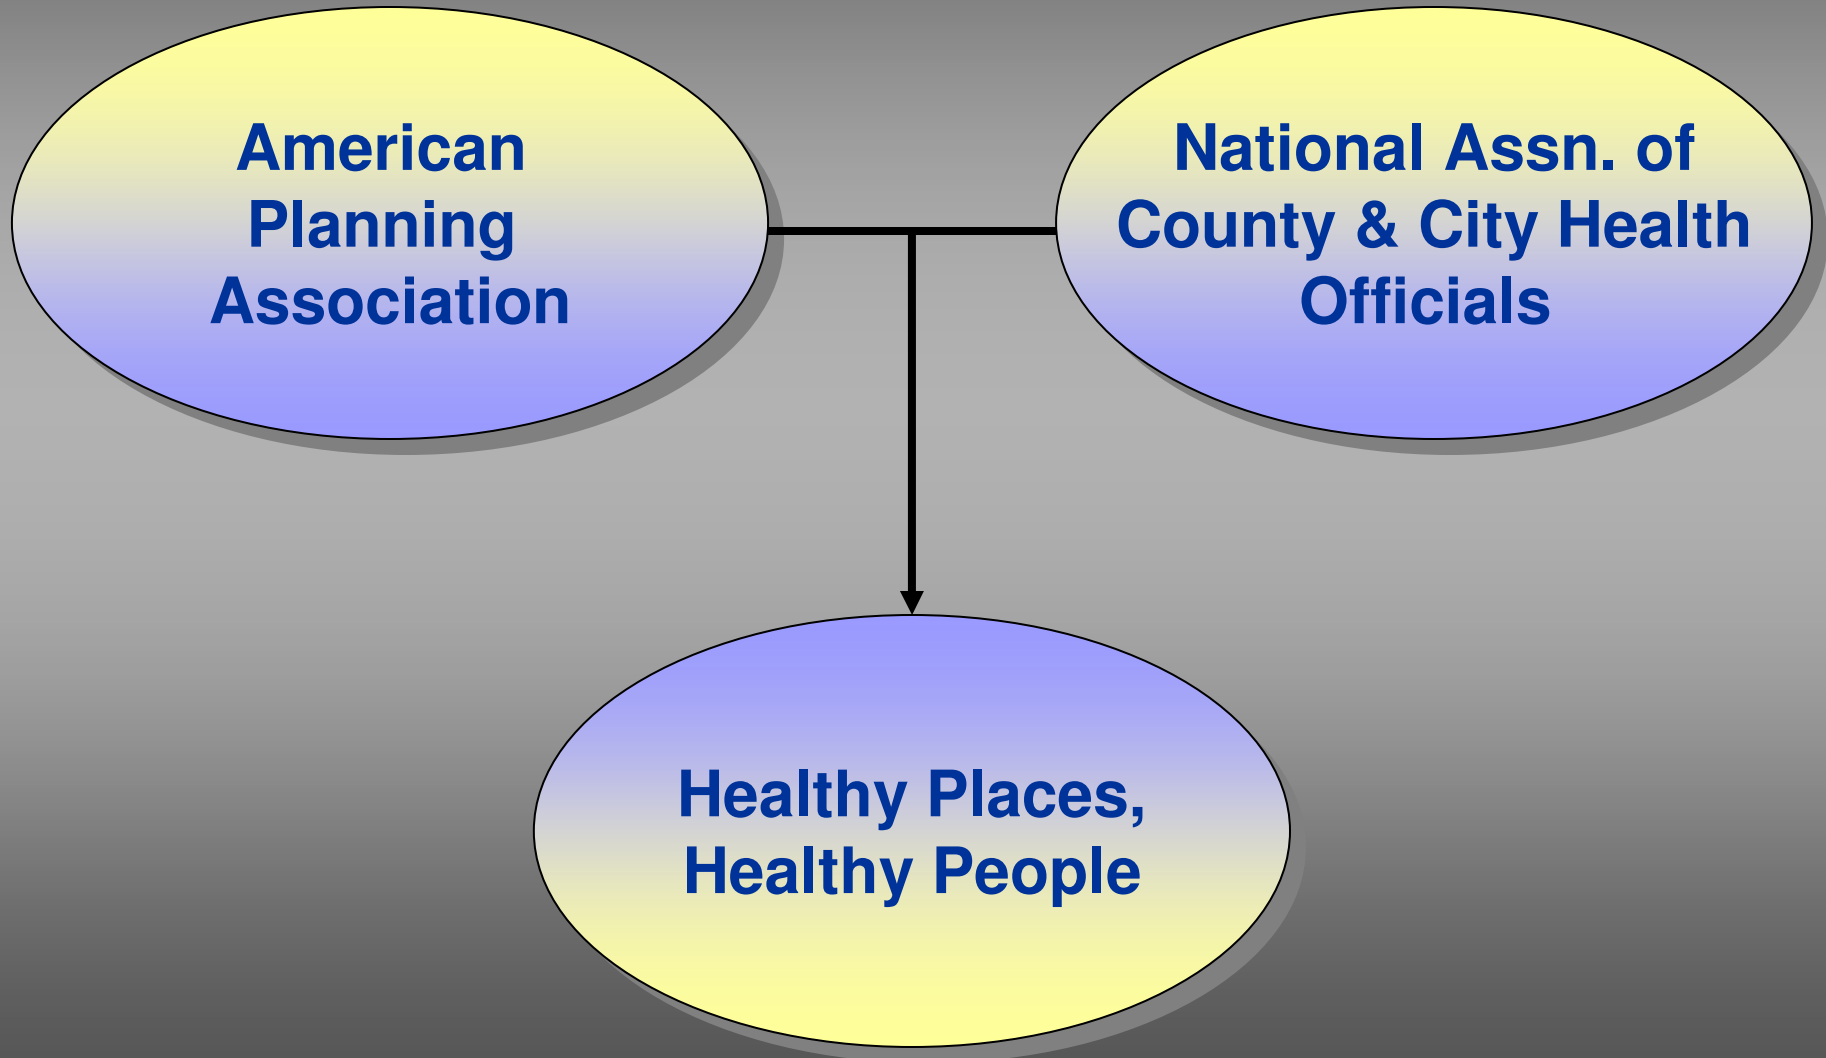 American
Planning
Association
National Assn. of
County & City Health
Officials
Healthy Places,
Healthy People